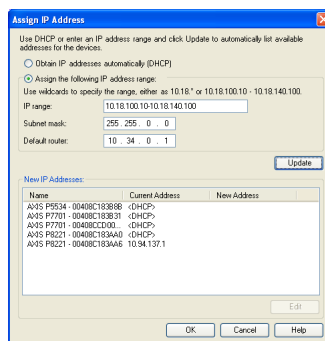 Assign IP Address
Use DHCP or enter an IP address range and click Update to automatically list available
addresses for the devices.
Obtain IP addresses automatically (DHCP)
Assign the following IP address range:
Use wildcards to specify the range, either as 10.18.* or 10.18.100.10 - 10.18.140.100.
IP range: 10.18.100.10-10.18.140.100
Subnet mask: 255 . 255 . 0 . 0
Default router: 10 . 34 . 0 . 1
Update
New IP Addresses:
Name Current Address New Address
AXIS P5534 - 00408C183B8B <DHCP>
AXIS P7701 - 00408C183B31 <DHCP>
AXIS P7701 - 00408CCD00... <DHCP>
AXIS P8221 - 00408C183AA0 <DHCP>
AXIS P8221 - 00408C183AA6 10.94.137.1
Edit
OK Cancel Help